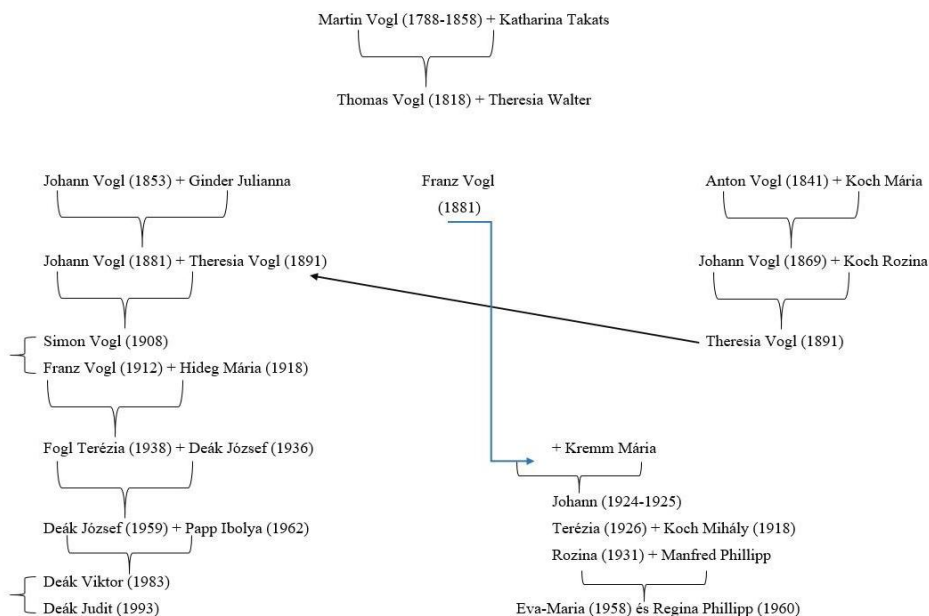 Martin Vogl (1788-1858) + Katharina Takats
Thomas Vogl (1818) + Theresia Walter
Johann Vogl (1853) + Ginder Julianna
Franz Vogl
(1881)
Anton Vogl (1841) + Koch Mária
Johann Vogl (1881) + Theresia Vogl (1891)
Johann Vogl (1869) + Koch Rozina
Simon Vogl (1908)
Theresia Vogl (1891)
Franz Vogl (1912) + Hideg Mária (1918)
Fogl Terézia (1938) + Deák József (1936)
+ Kremm Mária
Johann (1924-1925)
Deák József (1959) + Papp Ibolya (1962)
Terézia (1926) + Koch Mihály (1918)
Rozina (1931) + Manfred Phillipp
Deák Viktor (1983)
Deák Judit (1993)
Eva-Maria (1958) és Regina Phillipp (1960)